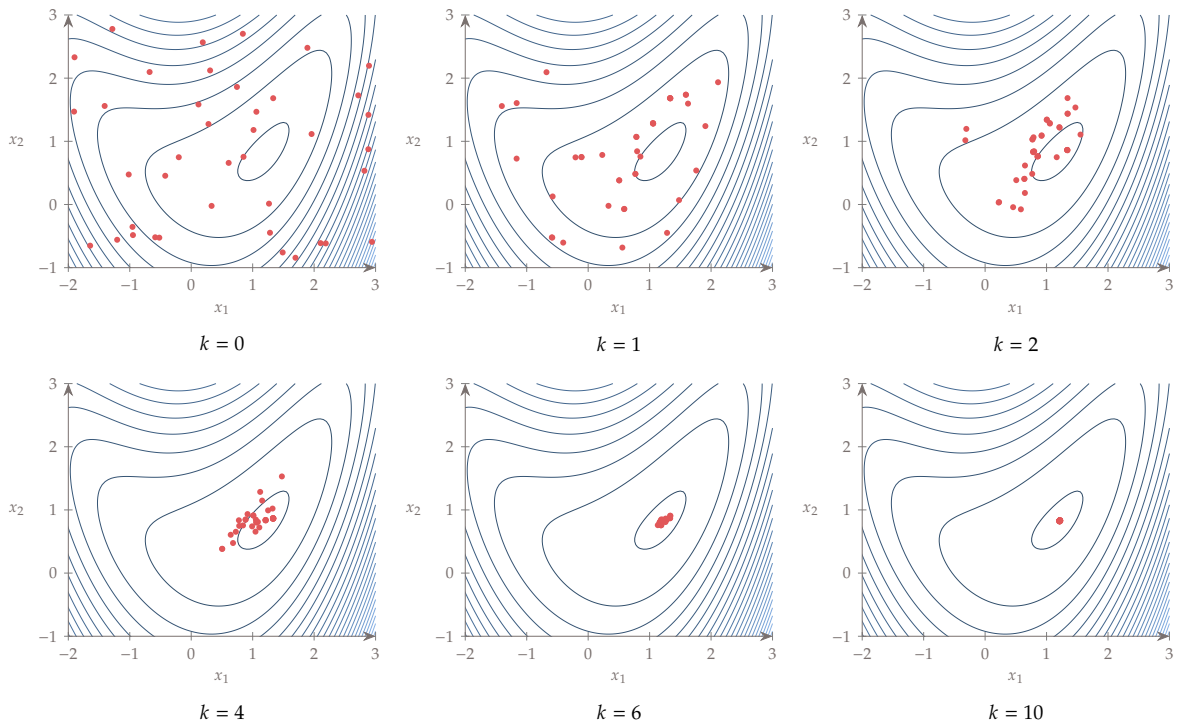 3 3 3
2 2 2
x₂ 1 x₂ 1 x₂ 1
0 0 0
−1 −1 −1
−2 −1 0 1 2 3 −2 −1 0 1 2 3 −2 −1 0 1 2 3
x₁ x₁ x₁
k = 0 k = 1 k = 2
3 3 3
2 2 2
x₂ 1 x₂ 1 x₂ 1
0 0 0
−1 −1 −1
−2 −1 0 1 2 3 −2 −1 0 1 2 3 −2 −1 0 1 2 3
x₁ x₁ x₁
k = 4 k = 6 k = 10